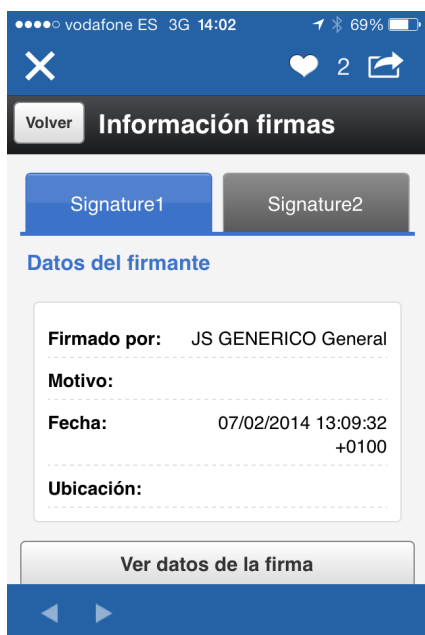 vodafone ES 3G 14:02 69%
2
Volver Información firmas
Signature1 Signature2
Datos del firmante
Firmado por: JS GENERICO General
Motivo:
Fecha: 07/02/2014 13:09:32
+0100
Ubicación:
Ver datos de la firma